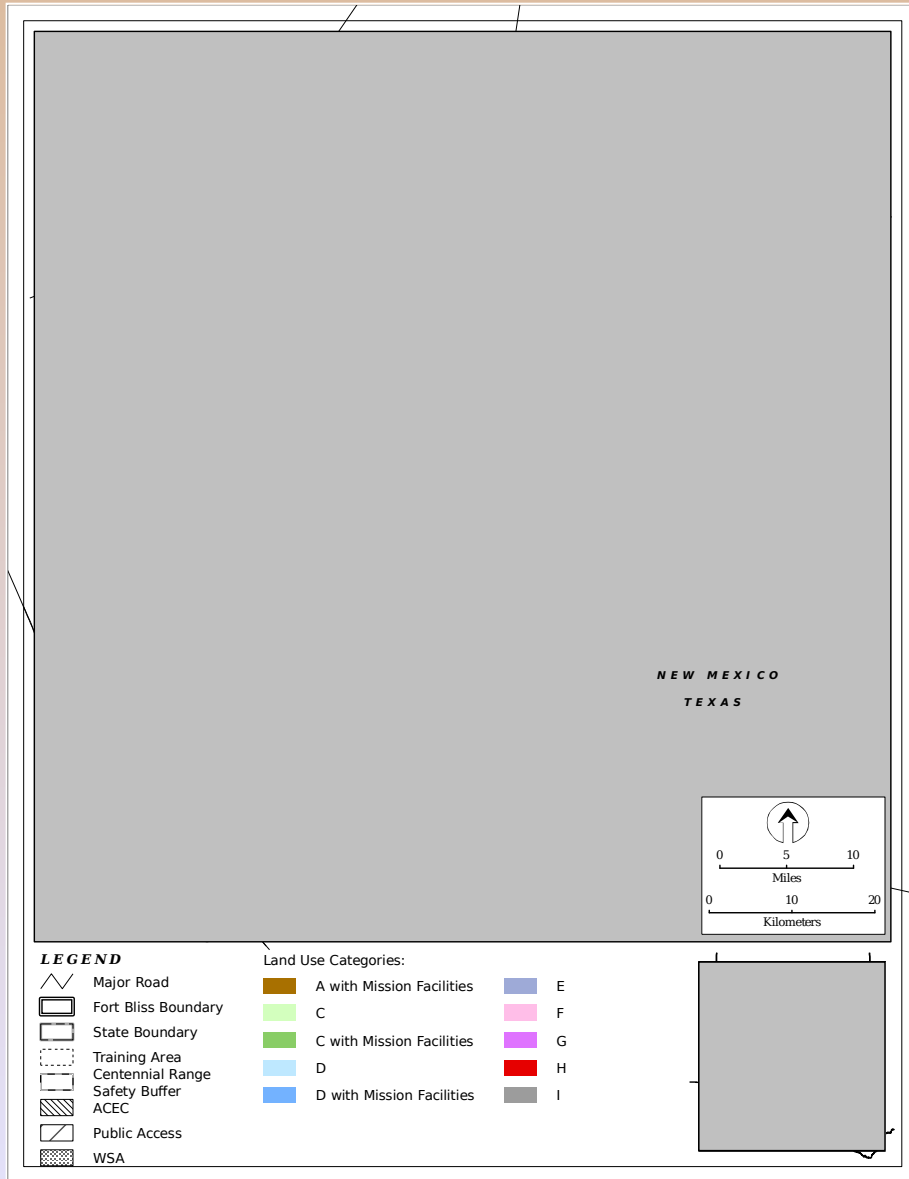 NEW MEXICO
TEXAS
0 5 10
Miles
0 10 20
Kilometers
LEGEND
Major Road
Fort Bliss Boundary
State Boundary
Training Area
Centennial Range
Safety Buffer
ACEC
Public Access
WSA
Land Use Categories:
A with Mission Facilities
C
C with Mission Facilities
D
D with Mission Facilities
E
F
G
H
I